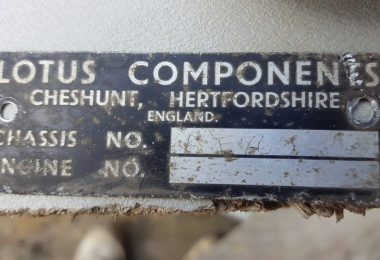 LOTUS COMPONENTS
CHESHUNT, HERTFORDSHIRE
ENGLAND.
CHASSIS NO.
ENGINE NO.